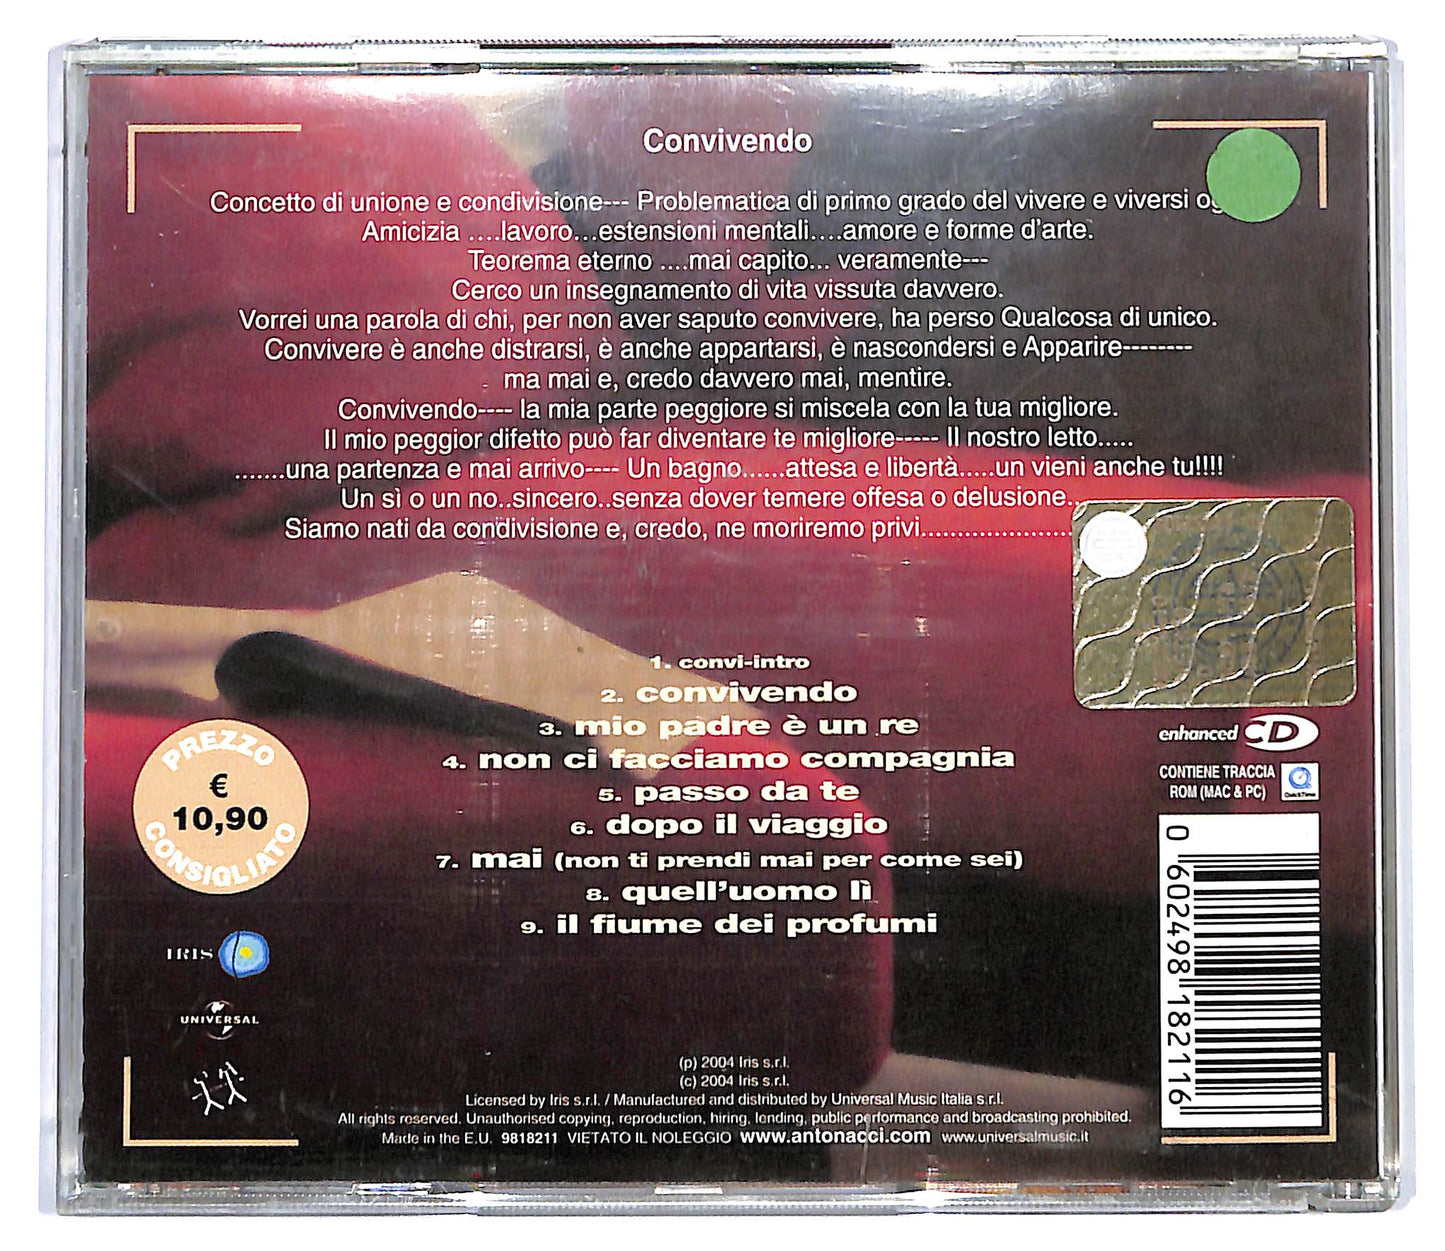 Convivendo
Concetto di unione e condivisione--- Problematica di primo grado del vivere e viversi
Amicizia ....lavoro...estensioni mentali....amore e forme d'arte.
Teorema eterno ....mai capito... veramente---
Cerco un insegnamento di vita vissuta davvero.
Vorrei una parola di chi, per non aver saputo convivere, ha perso Qualcosa di unico.
Convivere è anche distrarsi, è anche appartarsi, è nascondersi e Apparire--------
ma mai e, credo davvero mai, mentire.
Convivendo---- la mia parte peggiore si miscela con la tua migliore.
Il mio peggior difetto può far diventare te migliore----- Il nostro letto.....
.......una partenza e mai arrivo---- Un bagno......attesa e libertà.....un vieni anche tu!!!!
Un sì o un no..sincero..senza dover temere offesa o delusione..
Siamo nati da condivisione e, credo, ne moriremo privi.....................
1. convi-intro
2. convivendo
3. mio padre è un re
4. non ci facciamo compagnia
5. passo da te
6. dopo il viaggio
7. mai (non ti prendi mai per come sei)
8. quell'uomo lì
9. il fiume dei profumi
PREZZO
€
10,90
CONSIGLIATO
IRIS
UNIVERSAL
enhanced CD
CONTIENE TRACCIA
ROM (MAC & PC)
0 602498 182116
(p) 2004 Iris s.r.l.
(c) 2004 Iris s.r.l.
Licensed by Iris s.r.l. / Manufactured and distributed by Universal Music Italia s.r.l.
All rights reserved. Unauthorised copying, reproduction, hiring, lending, public performance and broadcasting prohibited.
Made in the E.U. 9818211 VIETATO IL NOLEGGIO www.antonacci.com www.universalmusic.it